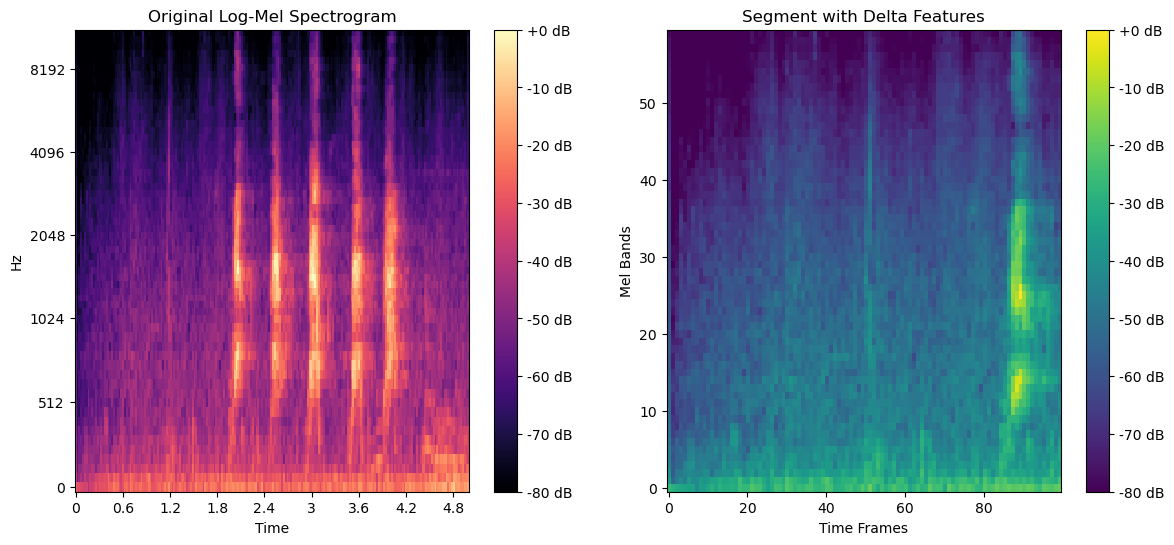 Original Log-Mel Spectrogram
Hz
8192
4096
2048
1024
512
0
0 0.6 1.2 1.8 2.4 3 3.6 4.2 4.8
Time
+0 dB
-10 dB
-20 dB
-30 dB
-40 dB
-50 dB
-60 dB
-70 dB
-80 dB
Segment with Delta Features
Mel Bands
50
40
30
20
10
0
0 20 40 60 80
Time Frames
+0 dB
-10 dB
-20 dB
-30 dB
-40 dB
-50 dB
-60 dB
-70 dB
-80 dB